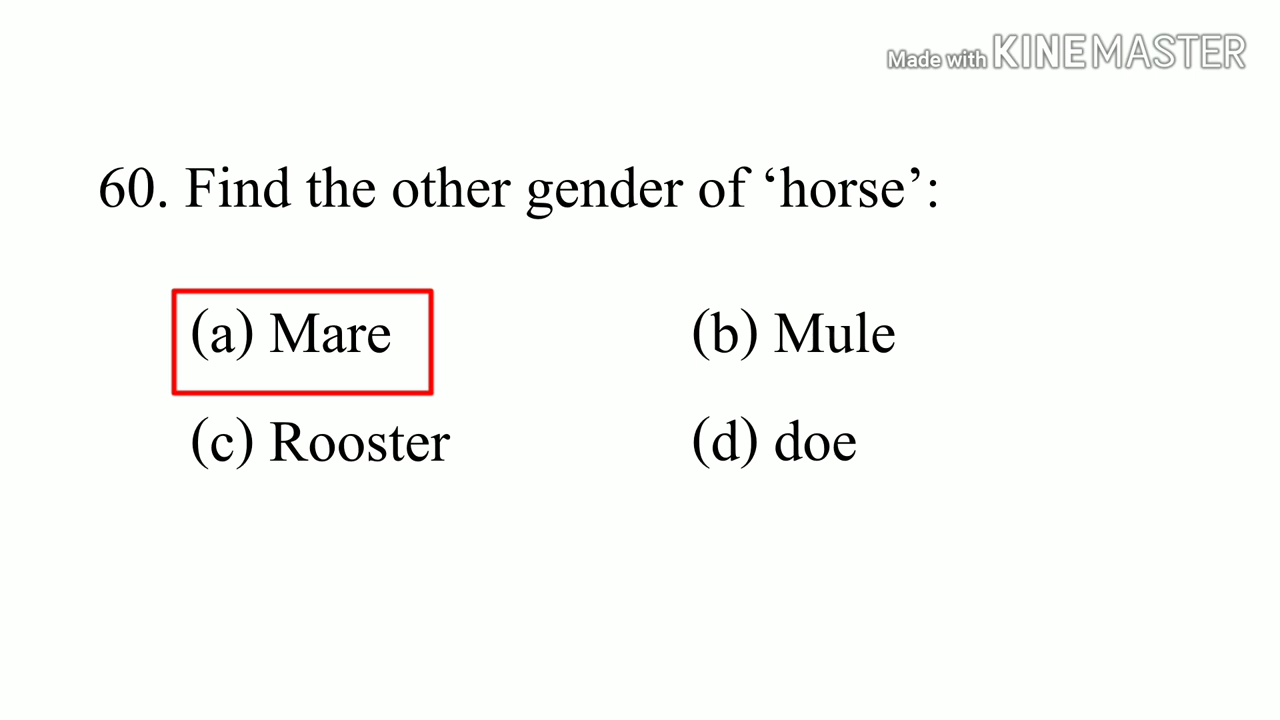 Made with KINEMASTER
60. Find the other gender of ‘horse’:
(a) Mare (b) Mule
(c) Rooster (d) doe